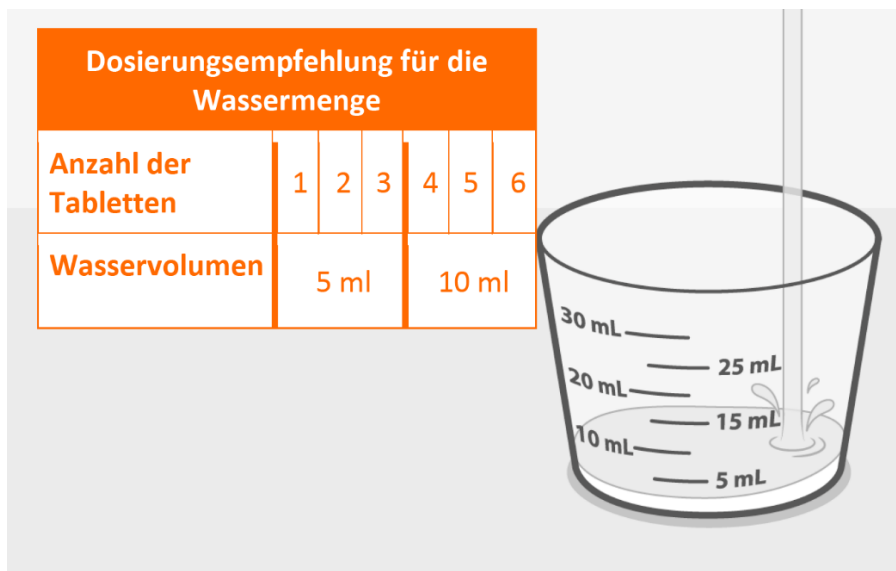 Dosierungsempfehlung für die
Wassermenge
Anzahl der
Tabletten
1 2 3 4 5 6
Wasservolumen
5 ml 10 ml
30 mL
25 mL
20 mL
15 mL
10 mL
5 mL